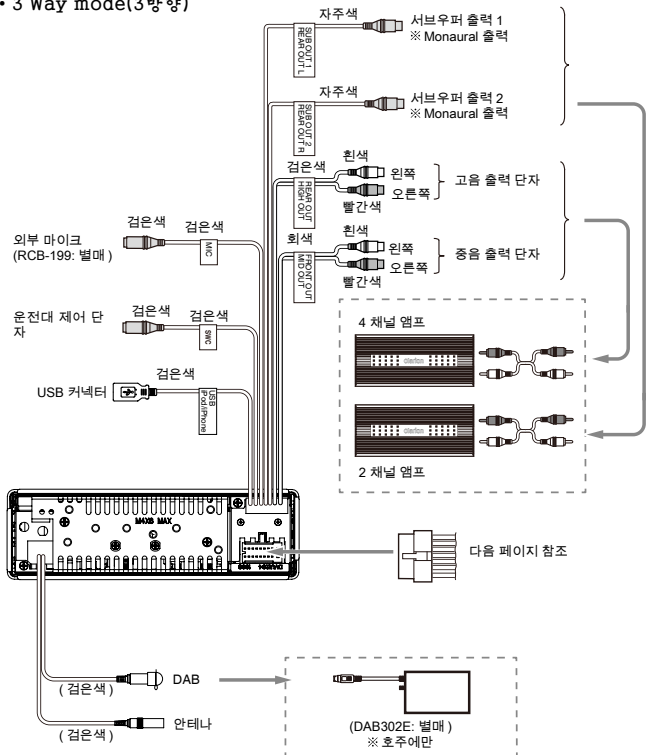 • 3 Way mode(3방향)
자주색
SUB OUT 1
REAR OUT L
서브우퍼 출력 1
※ Monaural 출력
자주색
SUB OUT 2
REAR OUT R
서브우퍼 출력 2
※ Monaural 출력
검은색
REAR OUT
HIGH OUT
흰색
왼쪽
오른쪽
빨간색
고음 출력 단자
회색
FRONT OUT
MID OUT
흰색
왼쪽
오른쪽
빨간색
중음 출력 단자
외부 마이크
(RCB-199: 별매)
검은색
검은색
MIC
운전대 제어 단
자
검은색
검은색
SWC
USB 커넥터
검은색
USB
iPod/iPhone
4 채널 앰프
clarion
clarion
2 채널 앰프
M4X6 MAX
다음 페이지 참조
(검은색)
DAB
(검은색)
안테나
(DAB302E: 별매)
※ 호주에만